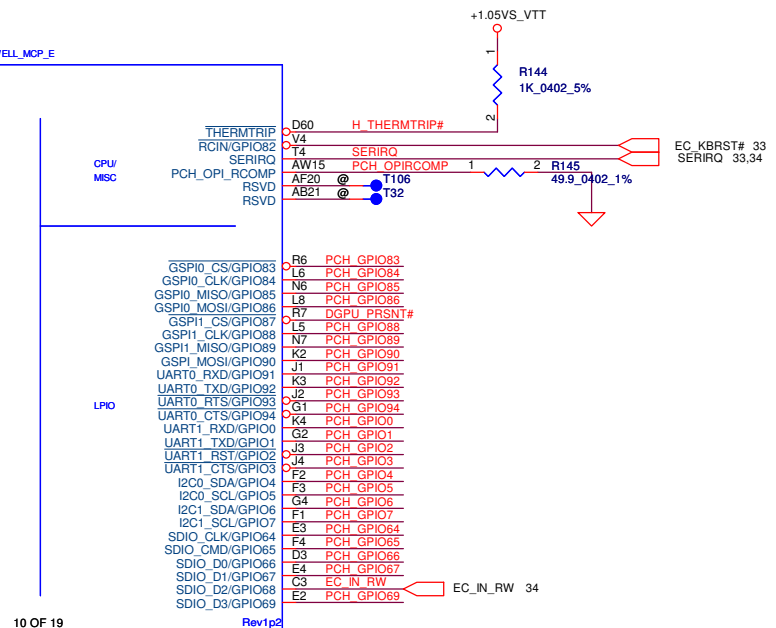 +1.05VS_VTT
ELL_MCP_E
1
R144
1K_0402_5%
2
THERMTRIP D60 H_THERMTRIP#
RCIN/GPIO82 V4 EC_KBRST# 33
SERIRQ T4 SERIRQ SERIRQ 33,34
CPU/
MISC
PCH_OPI_RCOMP AW15 PCH_OPIRCOMP 1 2 R145
49.9_0402_1%
RSVD AF20 @ T106
RSVD AB21 @ T32
GSPI0_CS/GPIO83 R6 PCH_GPIO83
GSPI0_CLK/GPIO84 L6 PCH_GPIO84
GSPI0_MISO/GPIO85 N6 PCH_GPIO85
GSPI0_MOSI/GPIO86 L8 PCH_GPIO86
GSPI1_CS/GPIO87 R7 DGPU_PRSNT#
GSPI1_CLK/GPIO88 L5 PCH_GPIO88
GSPI1_MISO/GPIO89 N7 PCH_GPIO89
GSPI_MOSI/GPIO90 K2 PCH_GPIO90
UART0_RXD/GPIO91 J1 PCH_GPIO91
UART0_TXD/GPIO92 K3 PCH_GPIO92
UART0_RTS/GPIO93 J2 PCH_GPIO93
LPIO
UART0_CTS/GPIO94 G1 PCH_GPIO94
UART1_RXD/GPIO0 K4 PCH_GPIO0
UART1_TXD/GPIO1 G2 PCH_GPIO1
UART1_RST/GPIO2 J3 PCH_GPIO2
UART1_CTS/GPIO3 J4 PCH_GPIO3
I2C0_SDA/GPIO4 F2 PCH_GPIO4
I2C0_SCL/GPIO5 F3 PCH_GPIO5
I2C1_SDA/GPIO6 G4 PCH_GPIO6
I2C1_SCL/GPIO7 F1 PCH_GPIO7
SDIO_CLK/GPIO64 E3 PCH_GPIO64
SDIO_CMD/GPIO65 F4 PCH_GPIO65
SDIO_D0/GPIO66 D3 PCH_GPIO66
SDIO_D1/GPIO67 E4 PCH_GPIO67
SDIO_D2/GPIO68 C3 EC_IN_RW EC_IN_RW 34
SDIO_D3/GPIO69 E2 PCH_GPIO69
10 OF 19
Rev1p2